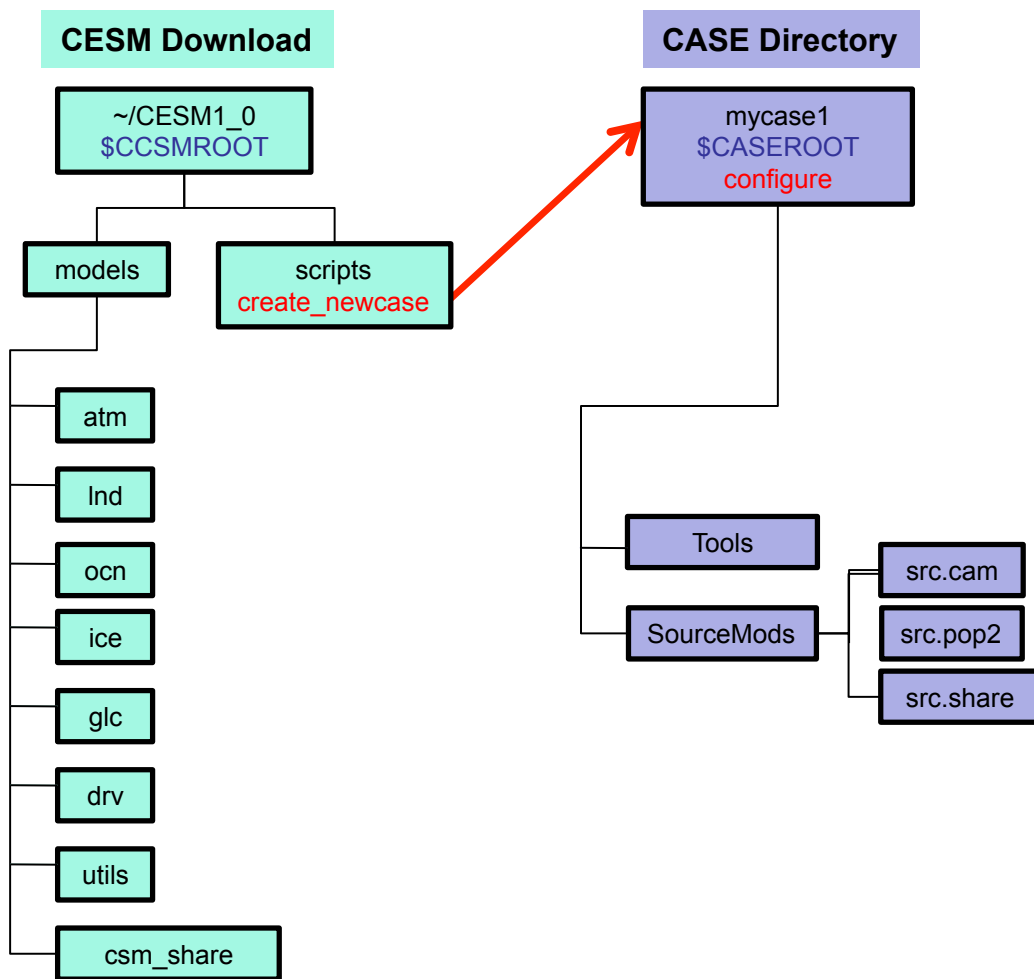 CESM Download
~/CESM1_0
$CCSMROOT
models
scripts
create_newcase
atm
lnd
ocn
ice
glc
drv
utils
csm_share
CASE Directory
mycase1
$CASEROOT
configure
Tools
SourceMods
src.cam
src.pop2
src.share